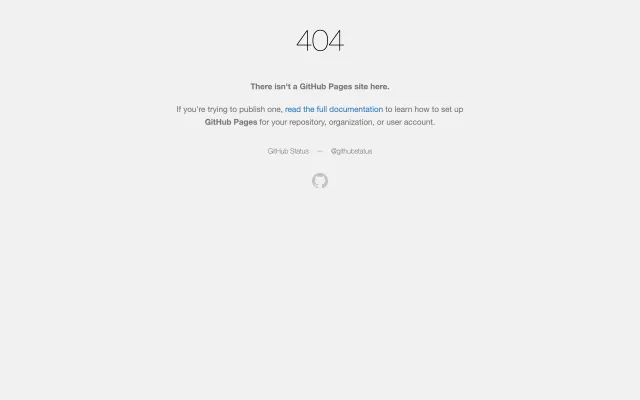 404
There isn't a GitHub Pages site here.
If you're trying to publish one, read the full documentation to learn how to set up
GitHub Pages for your repository, organization, or user account.
GitHub Status — @githubstatus